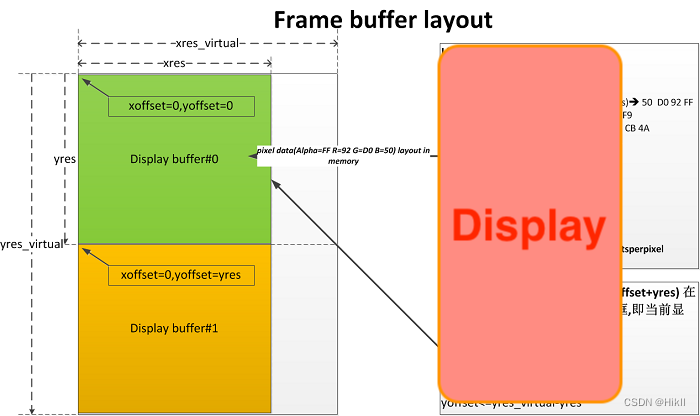 Frame buffer layout
xres_virtual
xres
xoffset=0,yoffset=0
s)➔ 50 D0 92 FF
F9
CB 4A
pixel data(Alpha=FF R=92 G=D0 B=50) layout in
memory
yres
Display buffer#0
Display
yres_virtual
tsperpixel
xoffset=0,yoffset=yres
ffset+yres) 在
框,即当前显
Display buffer#1
yoffset<=yres_virtual-yres
CSDN @HikII